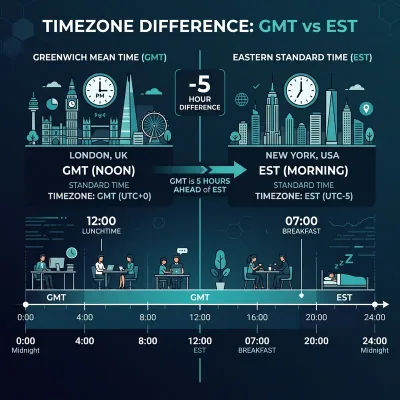 TIMEZONE DIFFERENCE: GMT vs EST
GREENWICH MEAN TIME (GMT)
EASTERN STANDARD TIME (EST)
PM
-5
HOUR
DIFFERENCE
LONDON, UK
GMT (NOON)
STANDARD TIME
TIMEZONE: GMT (UTC+0)
GMT IS 5 HOURS
AHEAD of EST
NEW YORK, USA
EST (MORNING)
STANDARD TIME
TIMEZONE: EST (UTC-5)
12:00
LUNCHTIME
07:00
BREAKFAST
zzZ
GMT GMT EST
0:00 4:00 8:00 12:00 16:00 20:00 24:00
0:00 4:00 8:00 12:00 07:00 20:00 24:00
Midnight EST BREAKFAST Midnight